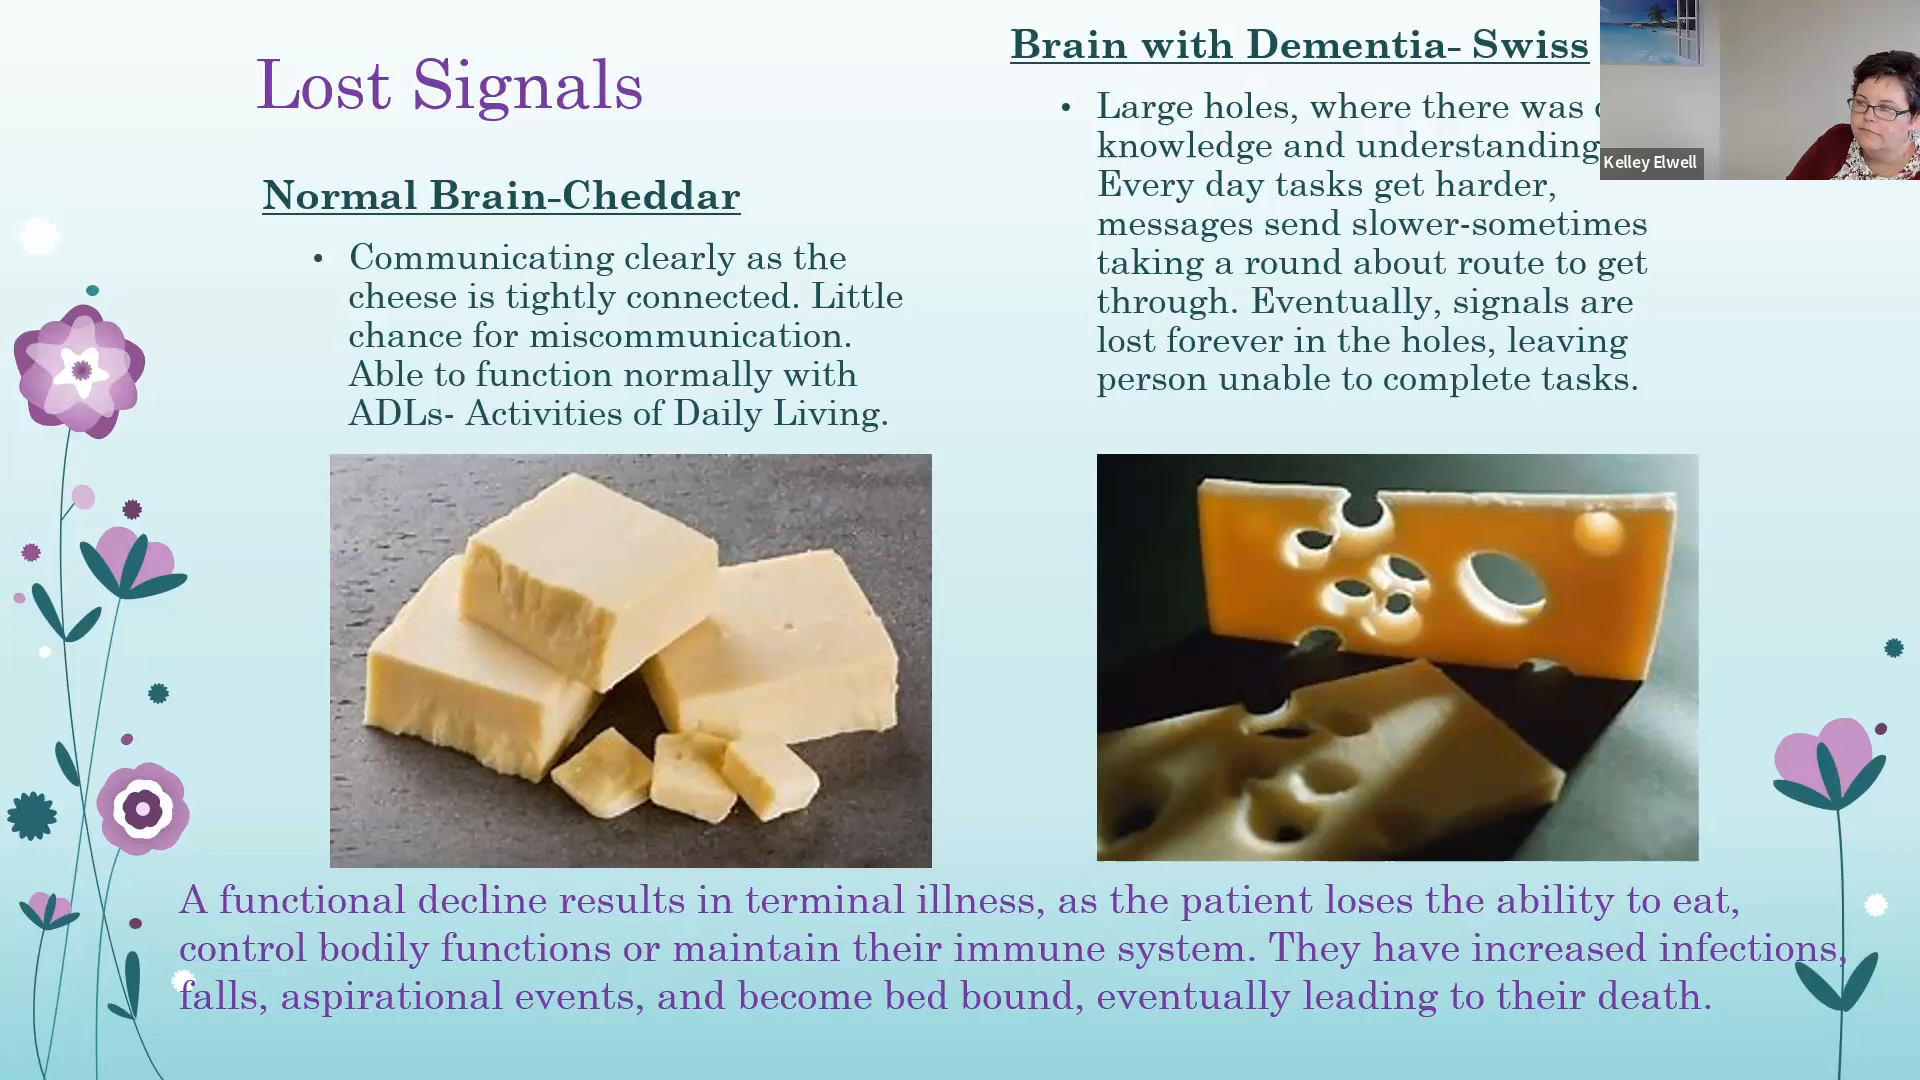 Lost Signals
Normal Brain-Cheddar
• Communicating clearly as the
cheese is tightly connected. Little
chance for miscommunication.
Able to function normally with
ADLs- Activities of Daily Living.
Brain with Dementia- Swiss
• Large holes, where there was
knowledge and understanding
Every day tasks get harder,
messages send slower-sometimes
taking a round about route to get
through. Eventually, signals are
lost forever in the holes, leaving
person unable to complete tasks.
Kelley Elwell
A functional decline results in terminal illness, as the patient loses the ability to eat,
control bodily functions or maintain their immune system. They have increased infections,
falls, aspirational events, and become bed bound, eventually leading to their death.